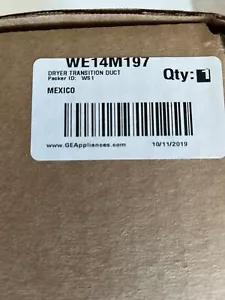 WE14M197
DRYER TRANSITION DUCT
Qty: 1
Packer ID: WS1
MEXICO
www.GEAppliances.com 10/11/2019